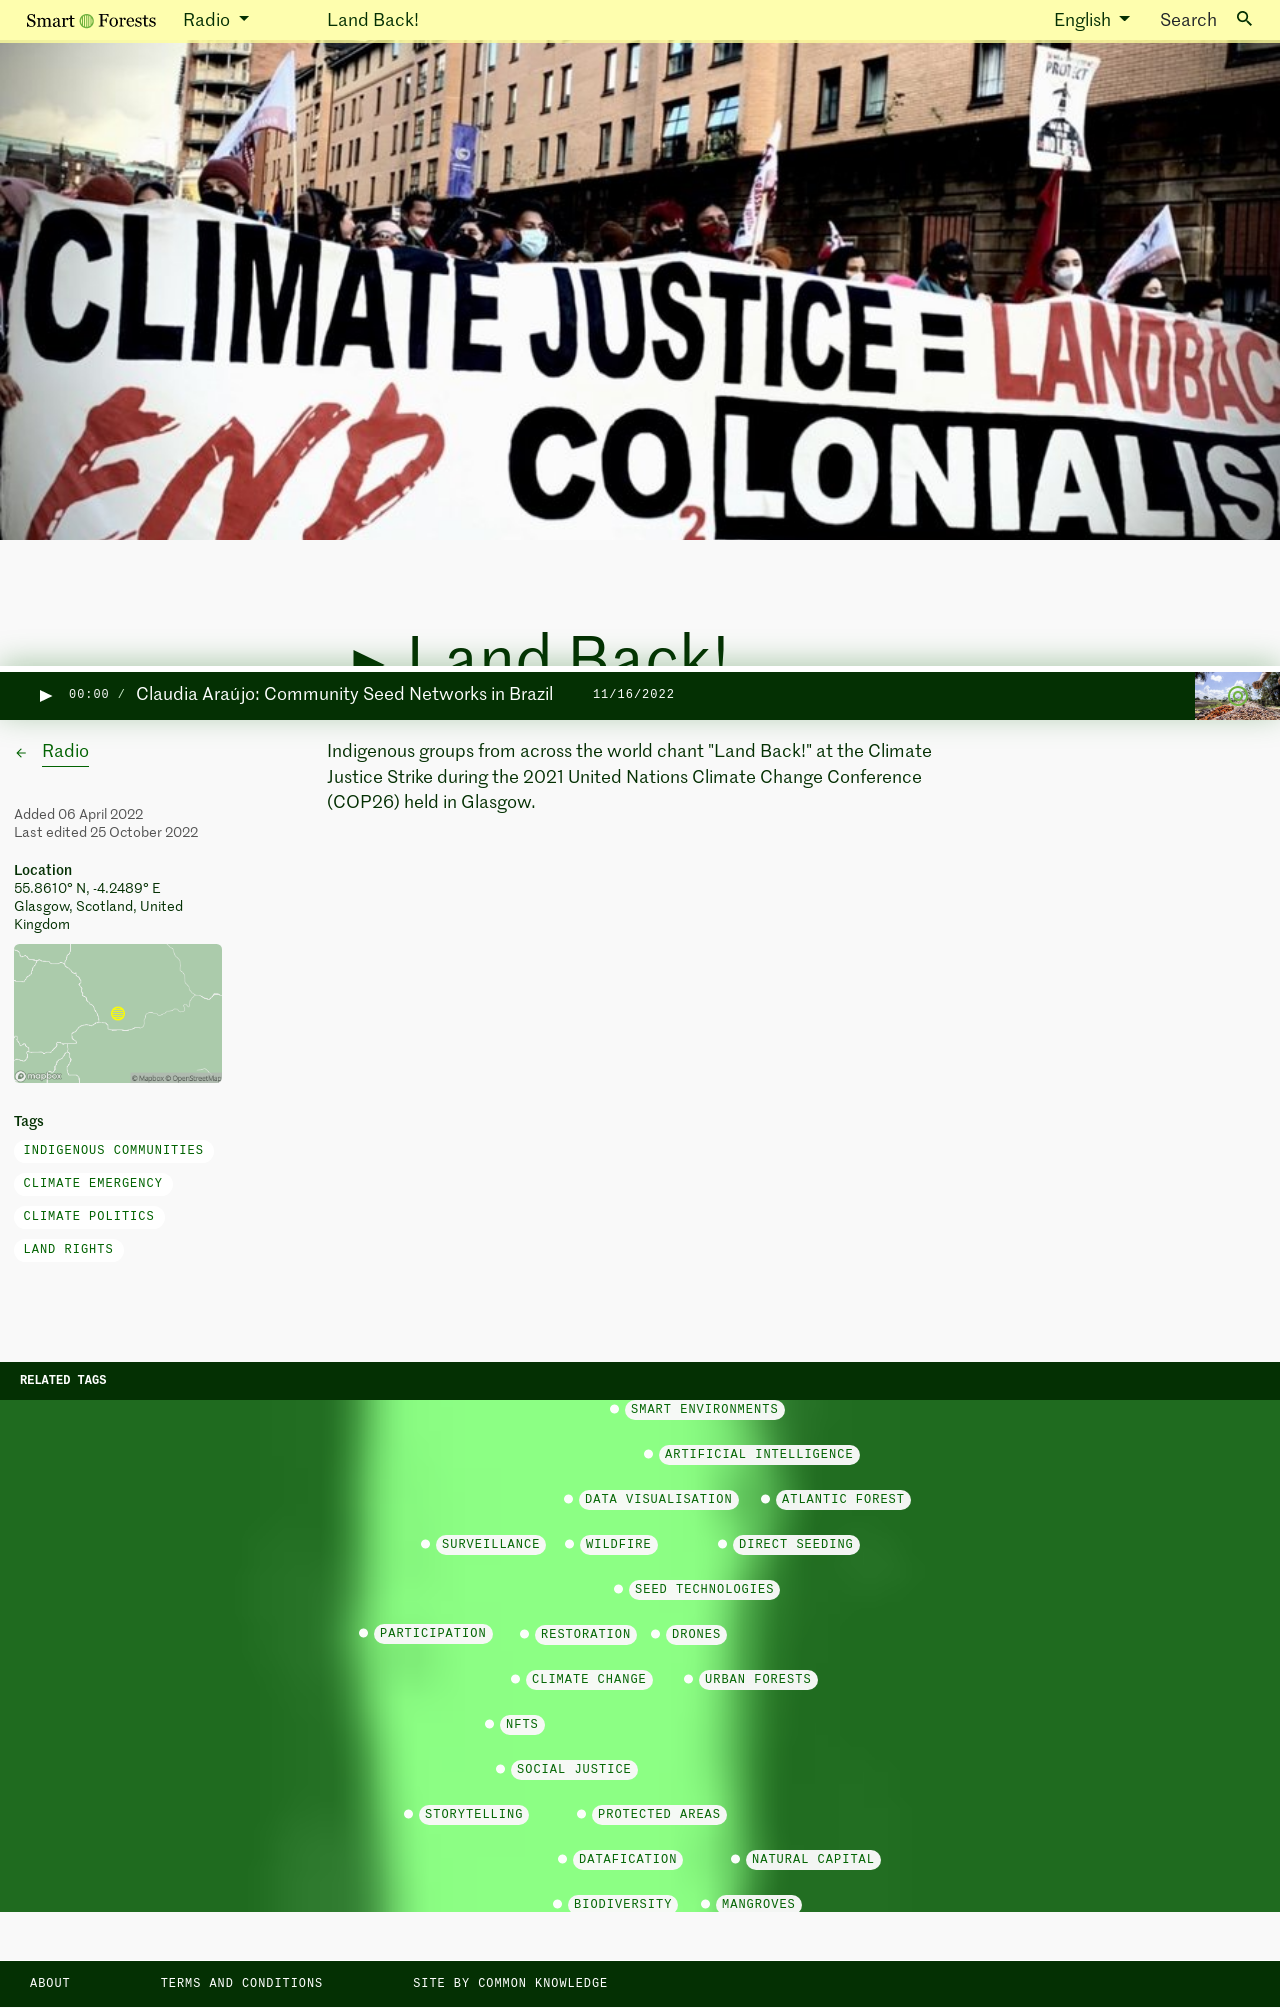 Smart Forests Radio Land Back! English Search
PROTECT
CLIMATE JUSTICE = LANDBAC
END CO2LONIALIS
▶ Land Back!
▶ 00:00 / Claudia Araújo: Community Seed Networks in Brazil 11/16/2022
← Radio
Indigenous groups from across the world chant "Land Back!" at the Climate
Justice Strike during the 2021 United Nations Climate Change Conference
(COP26) held in Glasgow.
Added 06 April 2022
Last edited 25 October 2022
Location
55.8610° N, -4.2489° E
Glasgow, Scotland, United
Kingdom
mapbox © Mapbox © OpenStreetMap
Tags
INDIGENOUS COMMUNITIES
CLIMATE EMERGENCY
CLIMATE POLITICS
LAND RIGHTS
RELATED TAGS
SMART ENVIRONMENTS
ARTIFICIAL INTELLIGENCE
DATA VISUALISATION ATLANTIC FOREST
SURVEILLANCE WILDFIRE DIRECT SEEDING
SEED TECHNOLOGIES
PARTICIPATION RESTORATION DRONES
CLIMATE CHANGE URBAN FORESTS
NFTS
SOCIAL JUSTICE
STORYTELLING PROTECTED AREAS
DATAFICATION NATURAL CAPITAL
BIODIVERSITY MANGROVES
ABOUT TERMS AND CONDITIONS SITE BY COMMON KNOWLEDGE